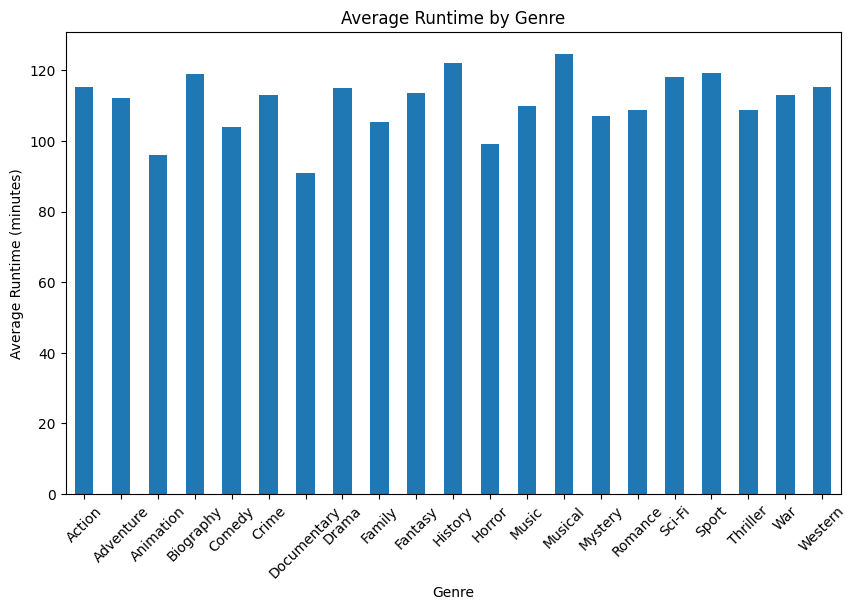 Average Runtime by Genre
Average Runtime (minutes)
120
100
80
60
40
20
0
Action
Adventure
Animation
Biography
Comedy
Crime
Documentary
Drama
Family
Fantasy
History
Horror
Music
Musical
Mystery
Romance
Sci-Fi
Sport
Thriller
War
Western
Genre